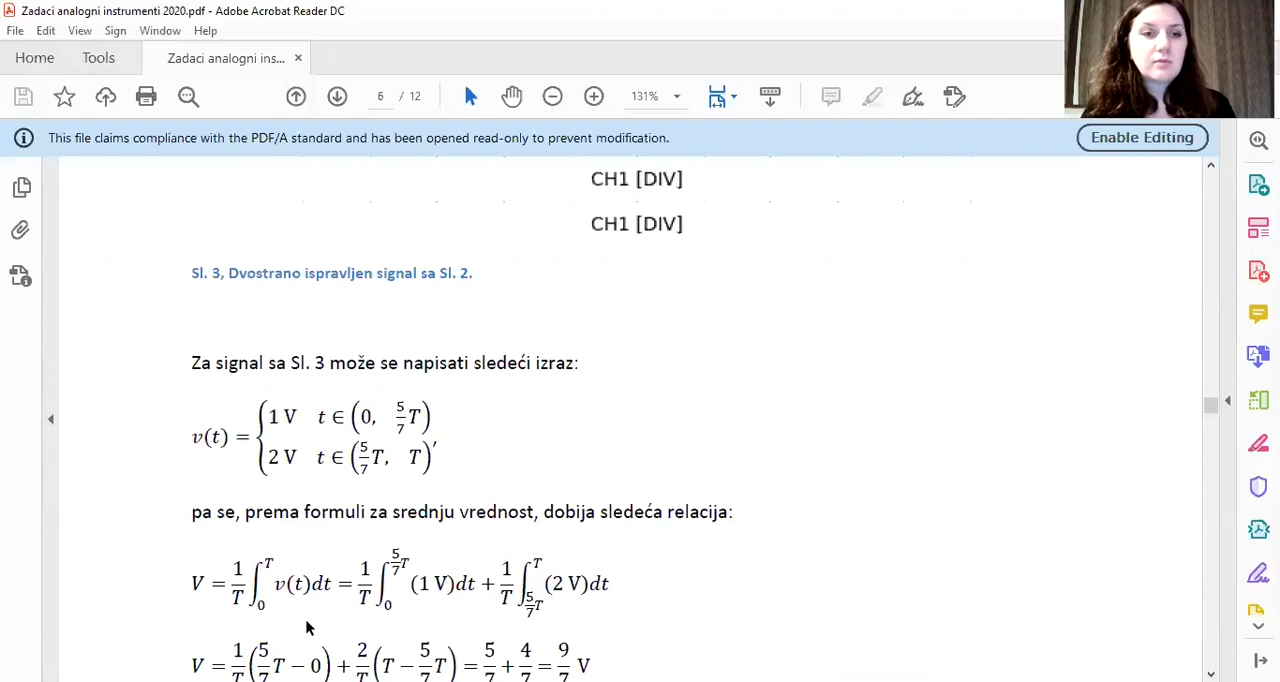 Zadaci analogni instrumenti 2020.pdf - Adobe Acrobat Reader DC
File Edit View Sign Window Help
Home Tools Zadaci analogni ins... ×
6 / 12 131%
This file claims compliance with the PDF/A standard and has been opened read-only to prevent modification. Enable Editing
CH1 [DIV]
CH1 [DIV]
Sl. 3, Dvostrano ispravljen signal sa Sl. 2.
Za signal sa Sl. 3 može se napisati sledeći izraz:
v(t) = { 1 V t ∈ (0, 5/7 T)
2 V t ∈ (5/7 T, T) ,
pa se, prema formuli za srednju vrednost, dobija sledeća relacija:
V = 1/T ∫₀ᵀ v(t)dt = 1/T ∫₀^(5/7 T) (1 V)dt + 1/T ∫_(5/7 T)^T (2 V)dt
V = 1/T (5/7 T − 0) + 2/T (T − 5/7 T) = 5/7 + 4/7 = 9/7 V